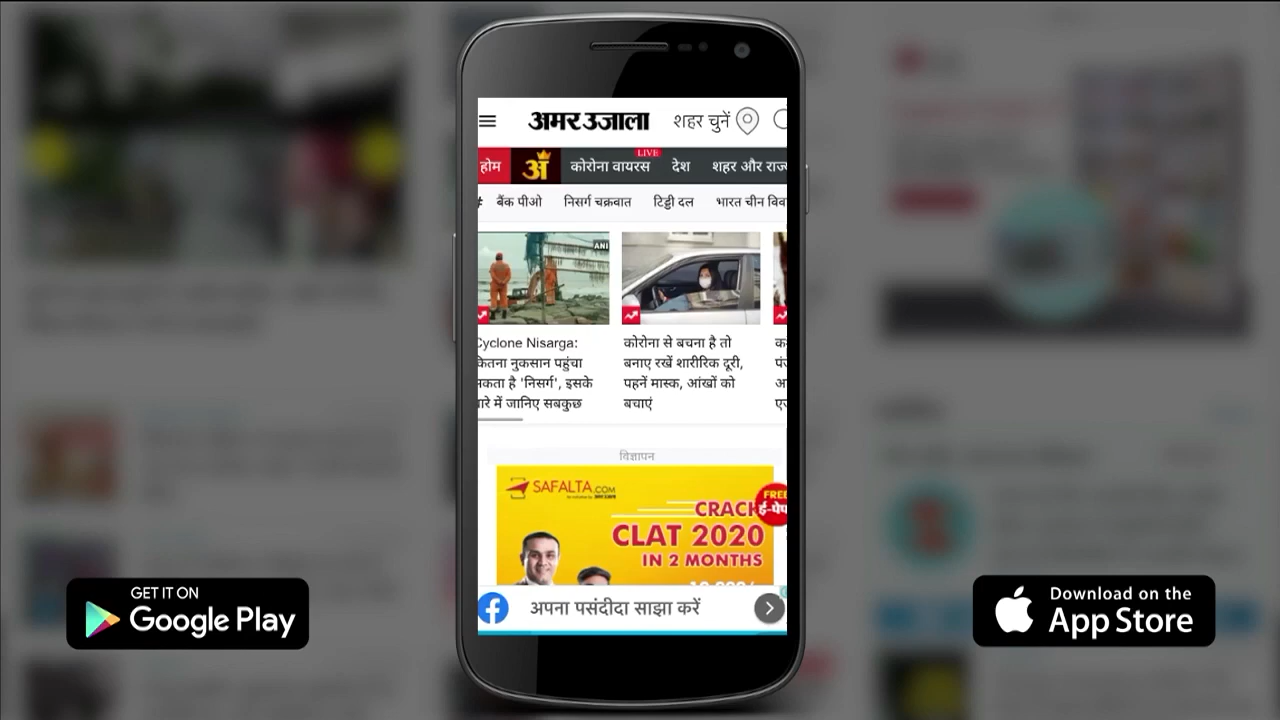 अमर उजाला
शहर चुनें
LIVE
होम
अ
कोरोना वायरस
देश
शहर और
#
बैंक पीओ
निसर्ग चक्रवात
टिड्डी दल
भारत चीन
ANI
Cyclone Nisarga:
कितना नुकसान पहुंचा
सकता है 'निसर्ग', इसके
बारे में जानिए सबकुछ
कोरोना से बचना है तो
बनाए रखें शारीरिक दूरी,
पहनें मास्क, आंखों को
बचाएं
विज्ञापन
SAFALTA.COM
CRACK
CLAT 2020
IN 2 MONTHS
FREE
अपना पसंदीदा साझा करें
GET IT ON
Google Play
Download on the
App Store